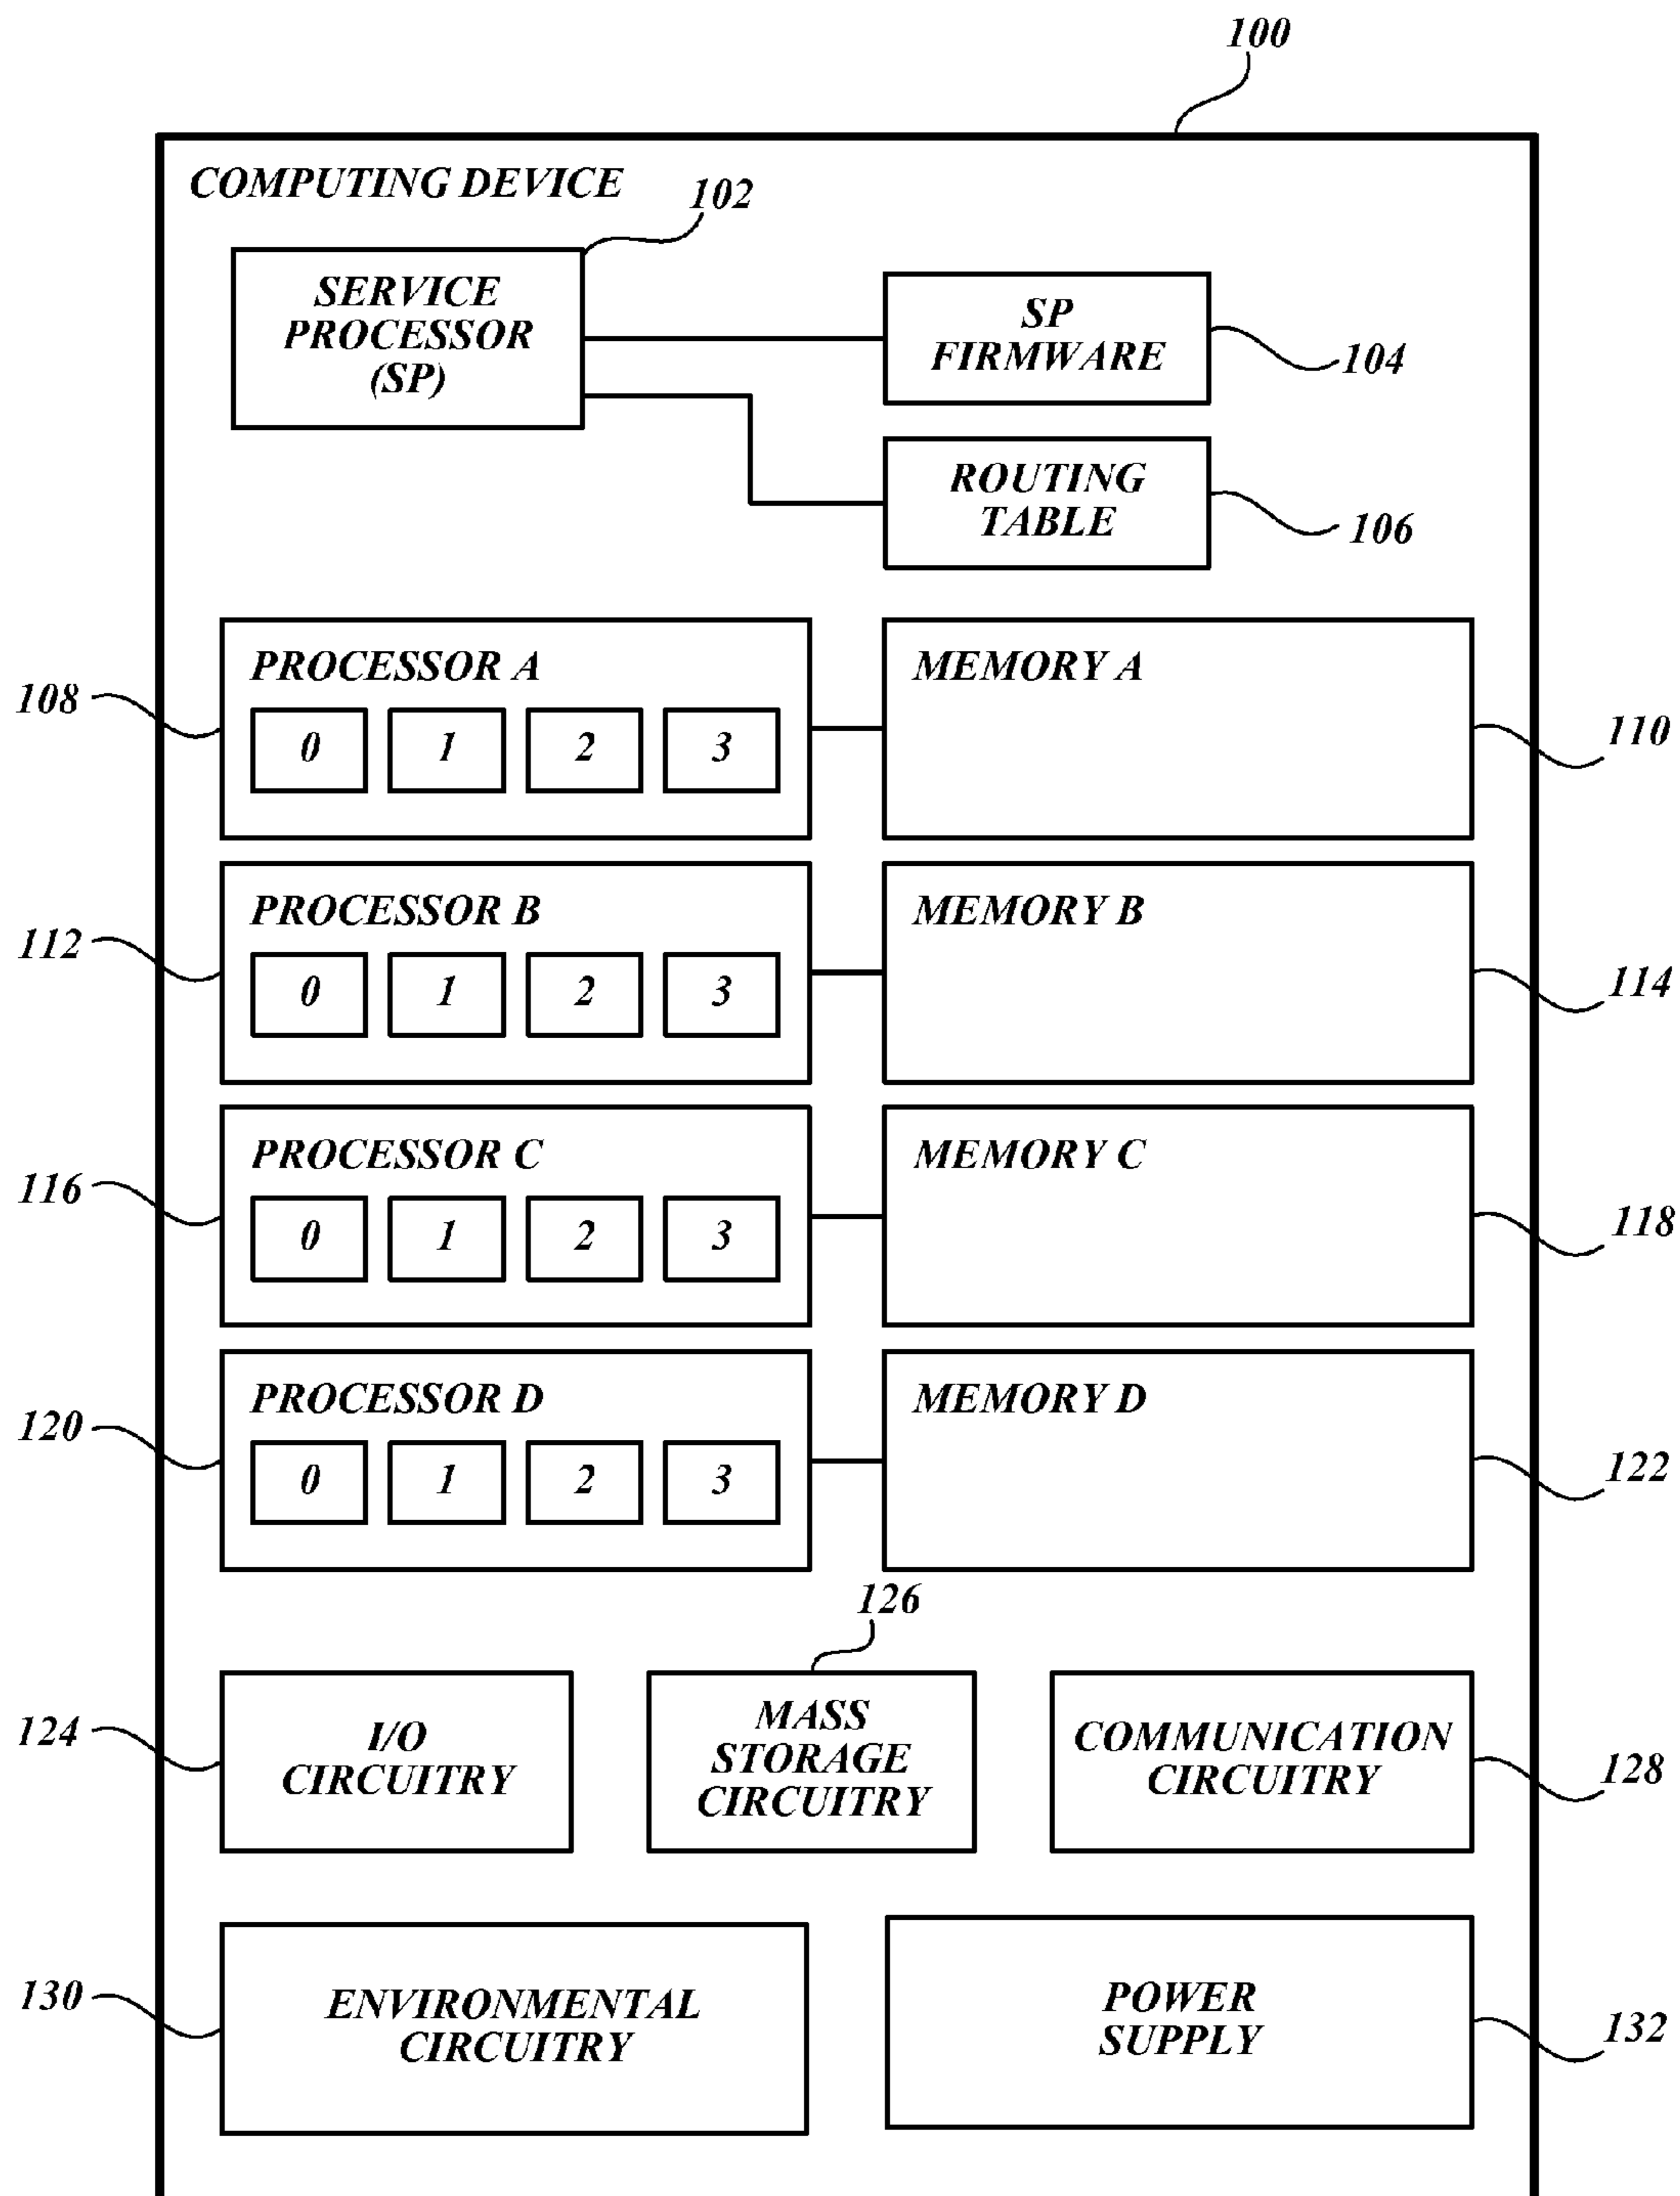 100
COMPUTING DEVICE
102
SERVICE
PROCESSOR
(SP)
SP
FIRMWARE
104
ROUTING
TABLE
106
PROCESSOR A
MEMORY A
108
0 1 2 3
110
PROCESSOR B
MEMORY B
112
0 1 2 3
114
PROCESSOR C
MEMORY C
116
0 1 2 3
118
PROCESSOR D
MEMORY D
120
0 1 2 3
122
126
124
I/O
CIRCUITRY
MASS
STORAGE
CIRCUITRY
COMMUNICATION
CIRCUITRY
128
130
ENVIRONMENTAL
CIRCUITRY
POWER
SUPPLY
132